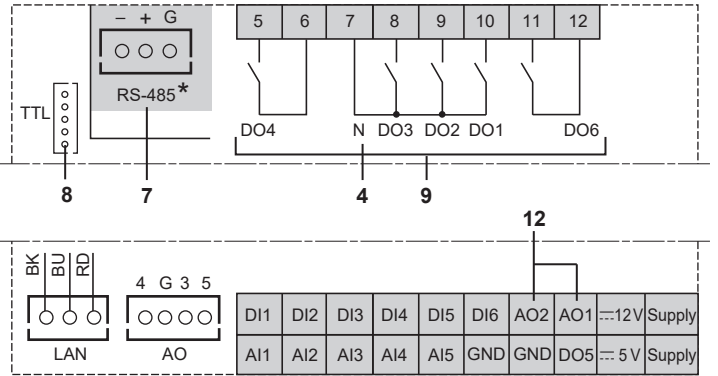 – + G 5 6 7 8 9 10 11 12
RS-485*
TTL
DO4 N DO3 DO2 DO1 DO6
8 7 4 9
12
BK BU RD
4 G 3 5
DI1 DI2 DI3 DI4 DI5 DI6 AO2 AO1 ⎓12 V Supply
LAN AO AI1 AI2 AI3 AI4 AI5 GND GND DO5 ⎓ 5 V Supply